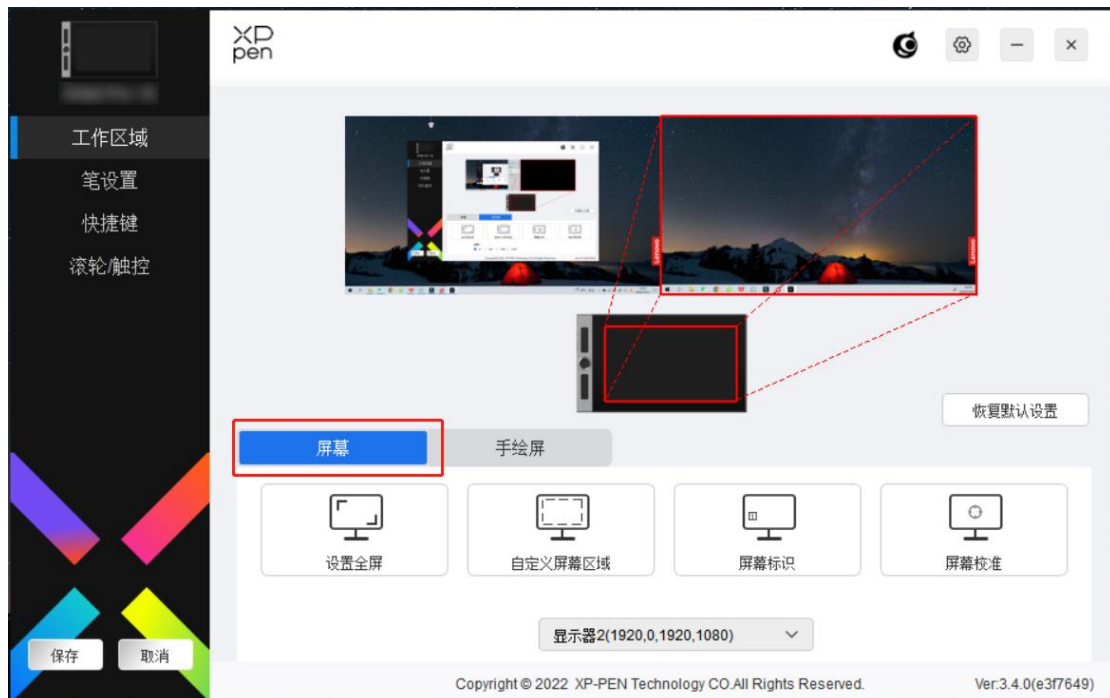 XP
pen
工作区域
笔设置
快捷键
滚轮/触控
Lenovo
Lenovo
恢复默认设置
屏幕
手绘屏
设置全屏
自定义屏幕区域
屏幕标识
屏幕校准
显示器2(1920,0,1920,1080)
保存
取消
Copyright © 2022 XP-PEN Technology CO.All Rights Reserved.
Ver:3.4.0(e3f7649)